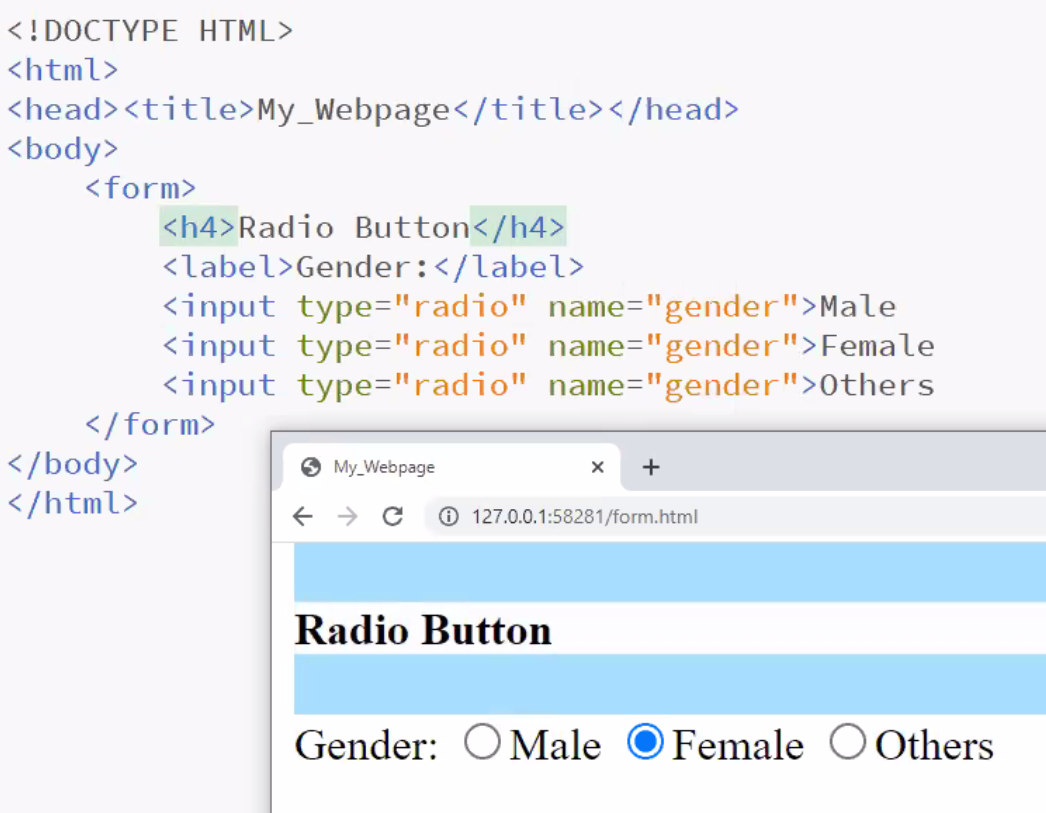 <!DOCTYPE HTML>
<html>
<head><title>My_Webpage</title></head>
<body>
<form>
<h4>Radio Button</h4>
<label>Gender:</label>
<input type="radio" name="gender">Male
<input type="radio" name="gender">Female
<input type="radio" name="gender">Others
</form>
</body>
</html>
My_Webpage
127.0.0.1:58281/form.html
Radio Button
Gender: Male Female Others